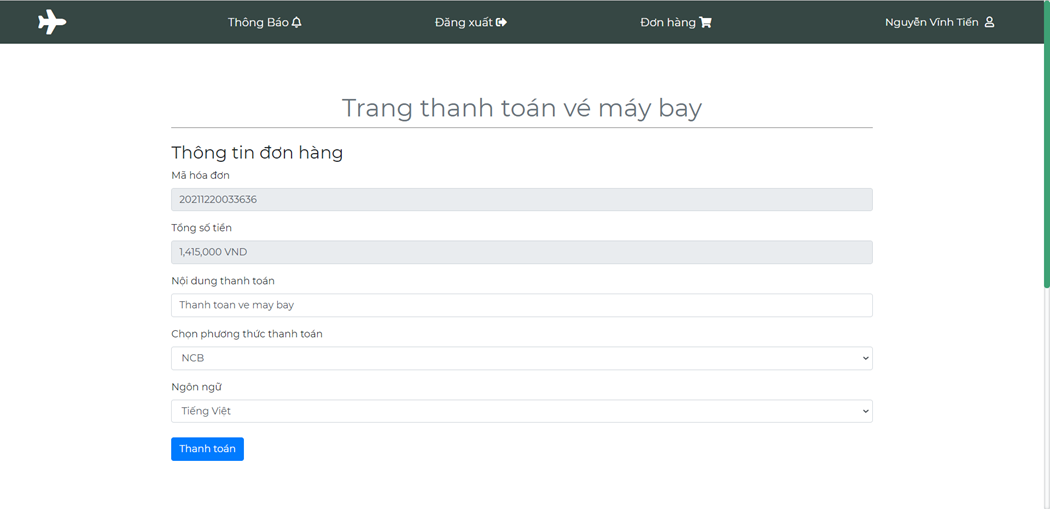 Thông Báo Đăng xuất Đơn hàng Nguyễn Vĩnh Tiến
Trang thanh toán vé máy bay
Thông tin đơn hàng
Mã hóa đơn
20211220033636
Tổng số tiền
1,415,000 VND
Nội dung thanh toán
Thanh toan ve may bay
Chọn phương thức thanh toán
NCB
Ngôn ngữ
Tiếng Việt
Thanh toán